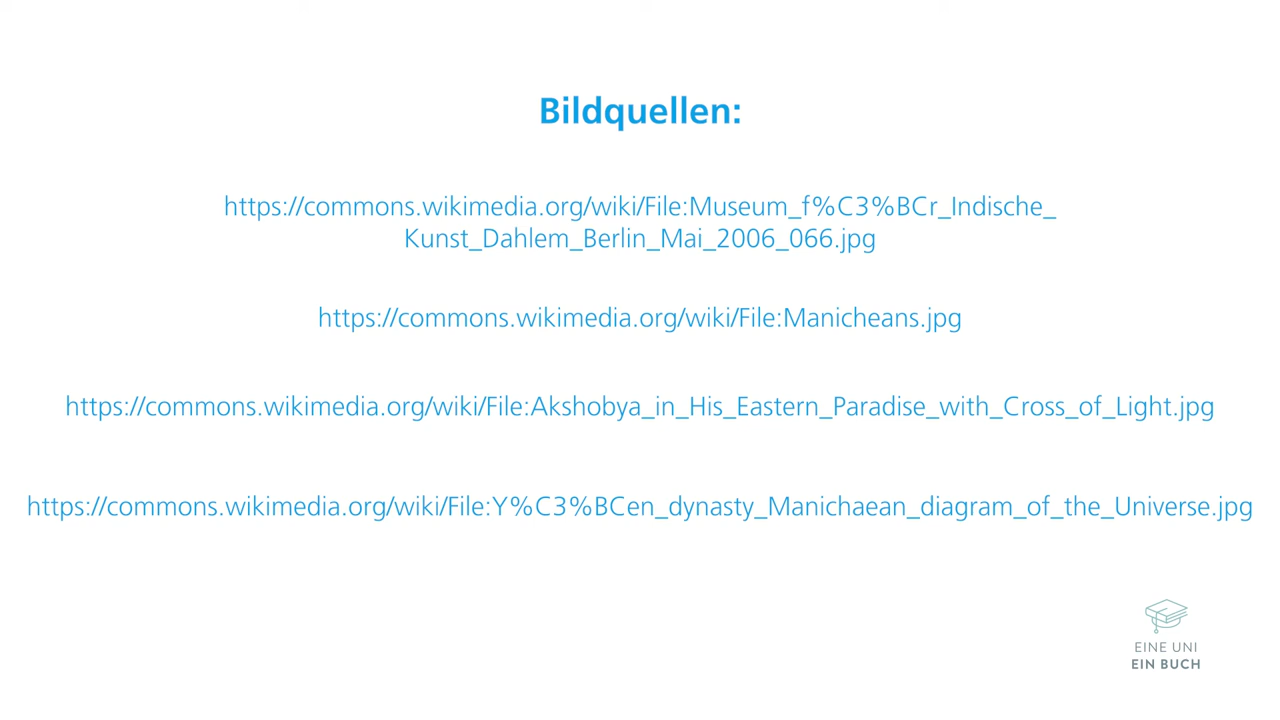 Bildquellen:
https://commons.wikimedia.org/wiki/File:Museum_f%C3%BCr_Indische_
Kunst_Dahlem_Berlin_Mai_2006_066.jpg
https://commons.wikimedia.org/wiki/File:Manicheans.jpg
https://commons.wikimedia.org/wiki/File:Akshobya_in_His_Eastern_Paradise_with_Cross_of_Light.jpg
https://commons.wikimedia.org/wiki/File:Y%C3%BCen_dynasty_Manichaean_diagram_of_the_Universe.jpg
EINE UNI
EIN BUCH